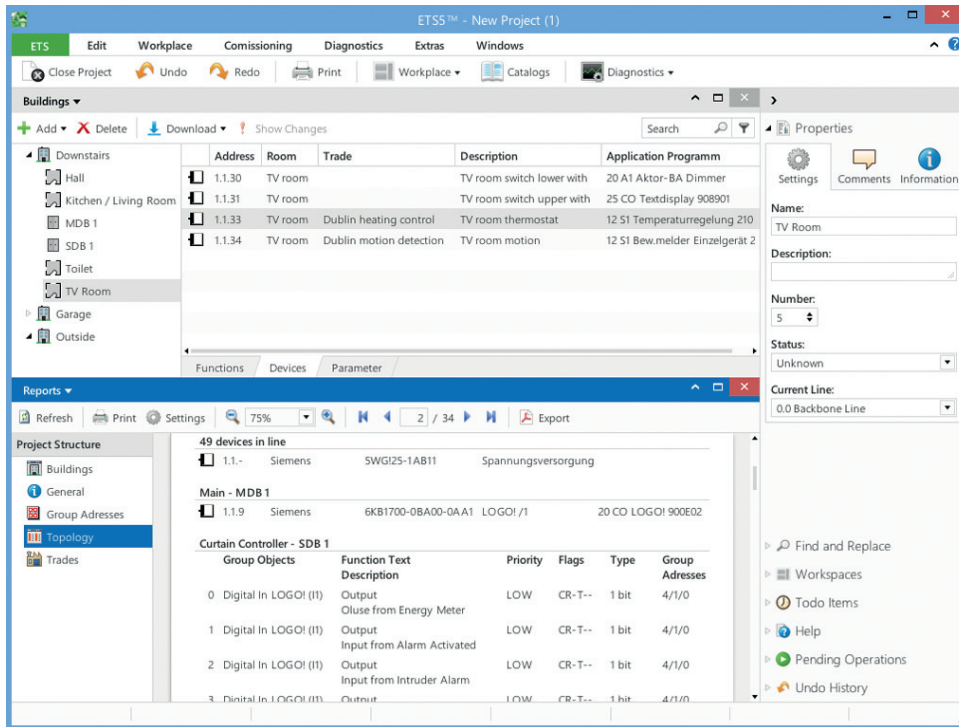 ETS5™ - New Project (1)
ETS Edit Workplace Comissioning Diagnostics Extras Windows
Close Project Undo Redo Print Workplace Catalogs Diagnostics
Buildings
Add Delete Download Show Changes Search
Downstairs
Hall
Kitchen / Living Room
MDB 1
SDB 1
Toilet
TV Room
Garage
Outside
Address Room Trade Description Application Programm
1.1.30 TV room TV room switch lower with 20 A1 Aktor-BA Dimmer
1.1.31 TV room TV room switch upper with 25 CO Textdisplay 908901
1.1.33 TV room Dublin heating control TV room thermostat 12 S1 Temperaturregelung 210
1.1.34 TV room Dublin motion detection TV room motion 12 S1 Bew.melder Einzelgerät 2
Functions Devices Parameter
Properties
Settings Comments Information
Name:
TV Room
Description:
Number:
5
Status:
Unknown
Current Line:
0.0 Backbone Line
Reports
Refresh Print Settings 75% 2 / 34 Export
Project Structure
Buildings
General
Group Adresses
Topology
Trades
49 devices in line
1.1.- Siemens 5WG!25-1AB11 Spannungsversorgung
Main - MDB 1
1.1.9 Siemens 6KB1700-0BA00-0AA1 LOGO! /1 20 CO LOGO! 900E02
Curtain Controller - SDB 1
Group Objects Function Text Priority Flags Type Group
Description Adresses
0 Digital In LOGO! (I1) Output LOW CR-T-- 1 bit 4/1/0
Oluse from Energy Meter
1 Digital In LOGO! (I1) Output LOW CR-T-- 1 bit 4/1/0
Input from Alarm Activated
2 Digital In LOGO! (I1) Output LOW CR-T-- 1 bit 4/1/0
Input from Intruder Alarm
3 Digital In LOGO! (I1) Output LOW CR-T-- 1 bit 4/1/0
Find and Replace
Workspaces
Todo Items
Help
Pending Operations
Undo History